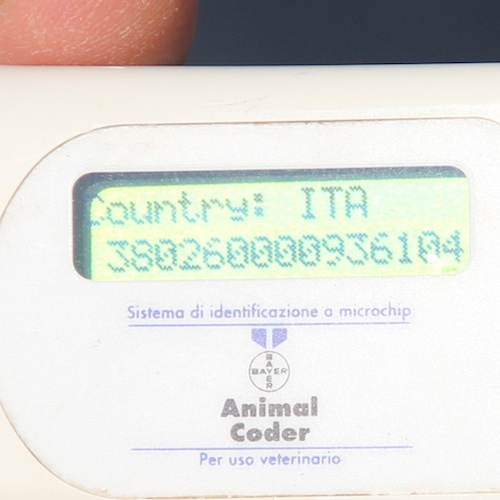 Country: ITA
380260000936104
Sistema di identificazione a microchip
BAYER
BAYER
Animal
Coder
Per uso veterinario